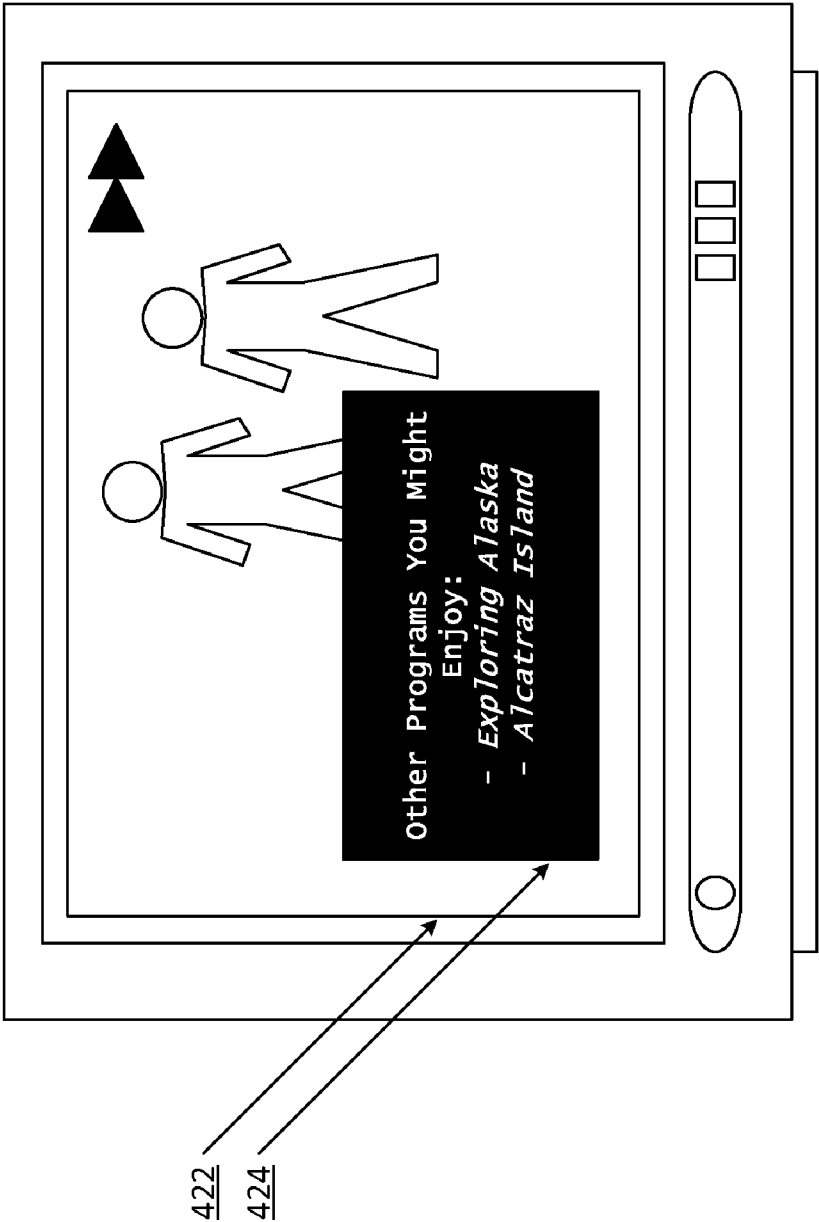 Other Programs You Might
Enjoy:
- Exploring Alaska
- Alcatraz Island
422
424